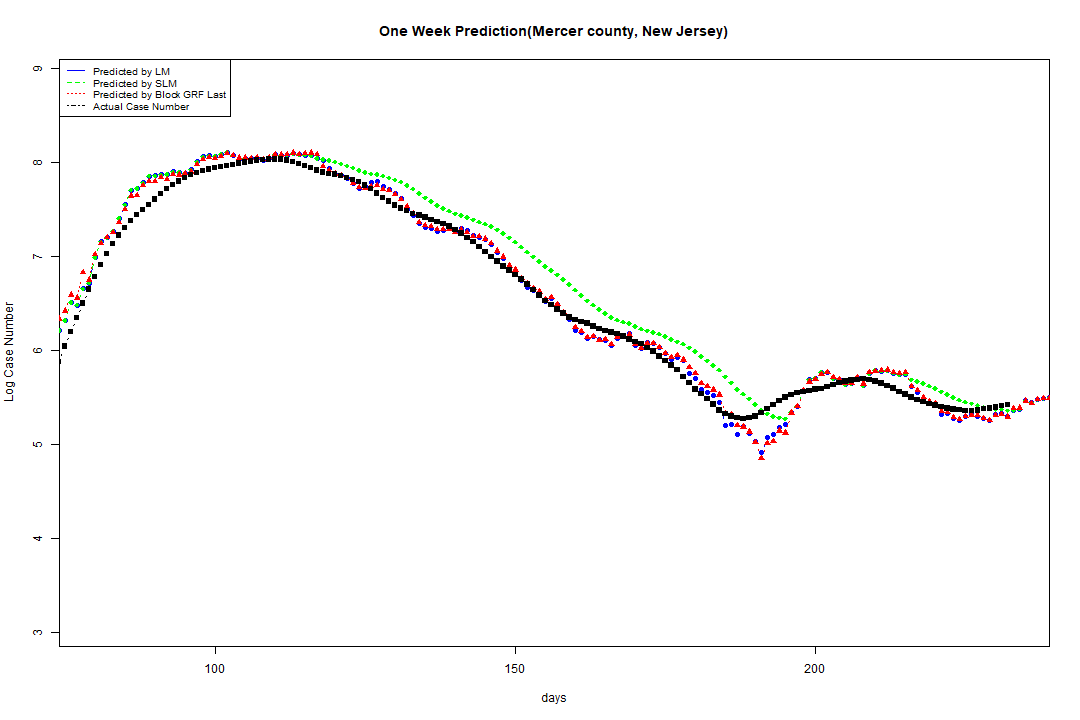 One Week Prediction(Mercer county, New Jersey)
Predicted by LM
Predicted by SLM
Predicted by Block GRF Last
Actual Case Number
9
8
7
6
5
4
3
Log Case Number
100
150
200
days